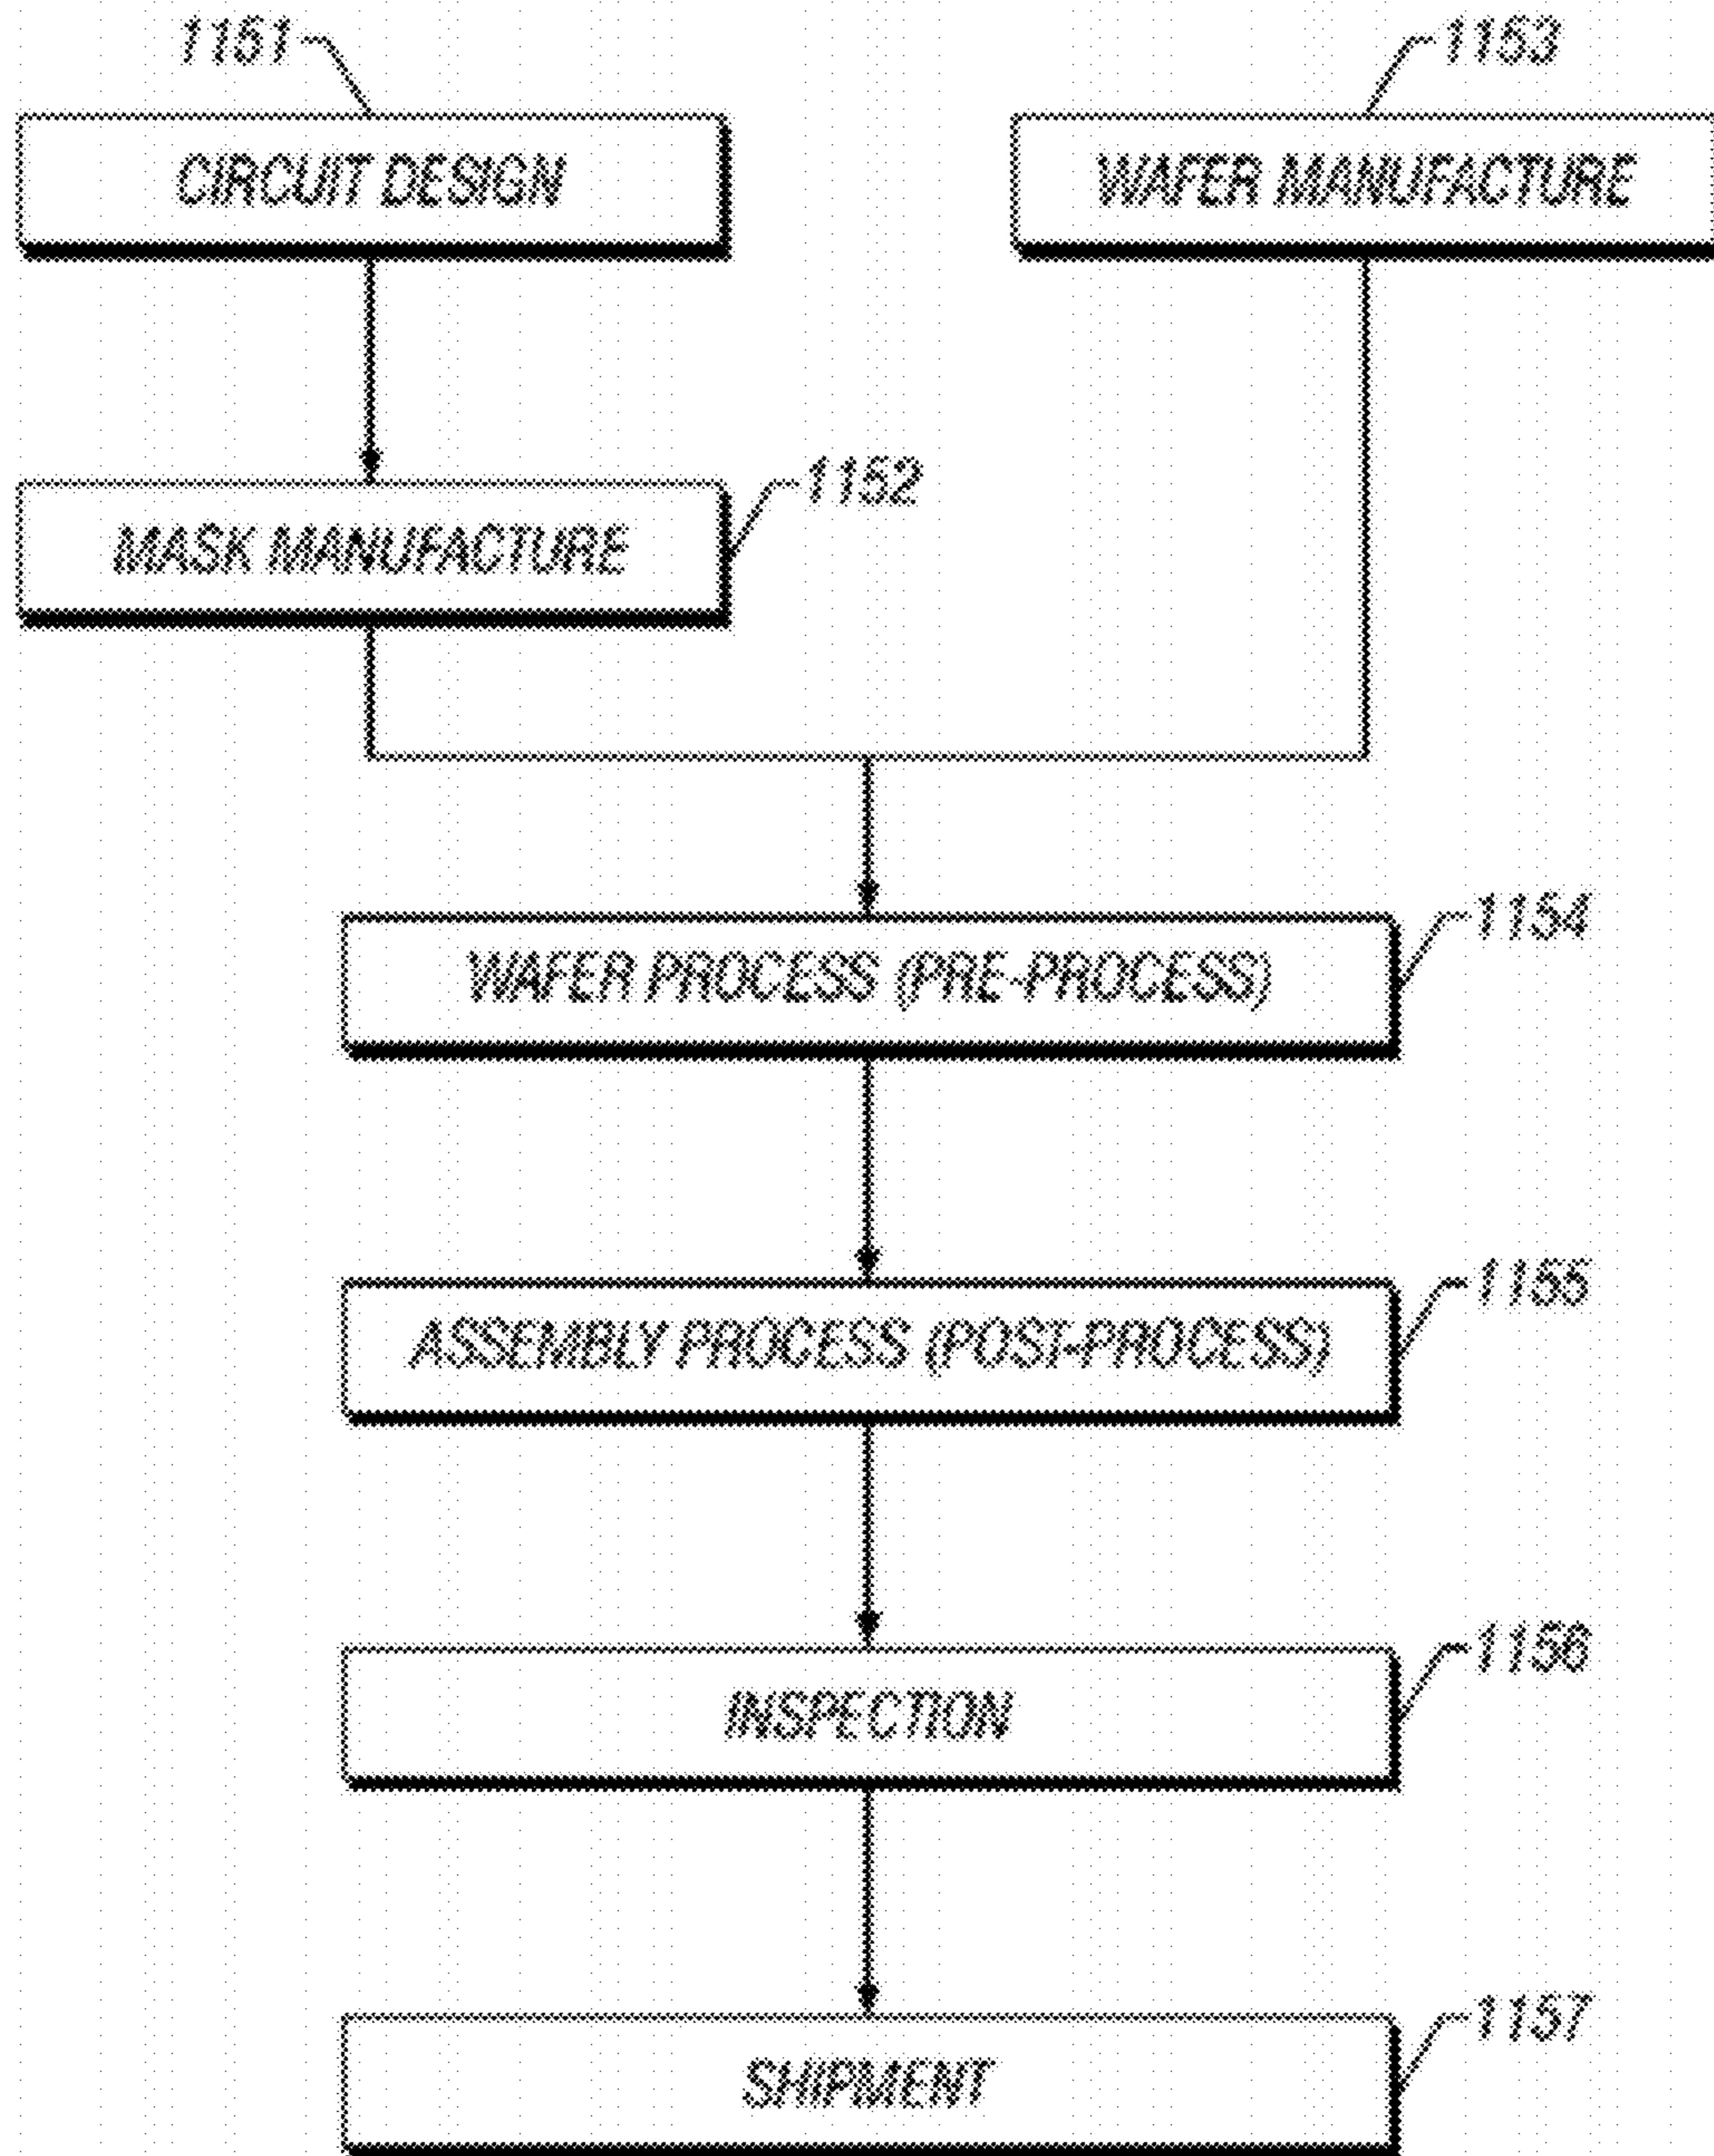 1151
1153
CIRCUIT DESIGN
WAFER MANUFACTURE
1152
MASK MANUFACTURE
1154
WAFER PROCESS (PRE-PROCESS)
1155
ASSEMBLY PROCESS (POST-PROCESS)
1156
INSPECTION
1157
SHIPMENT